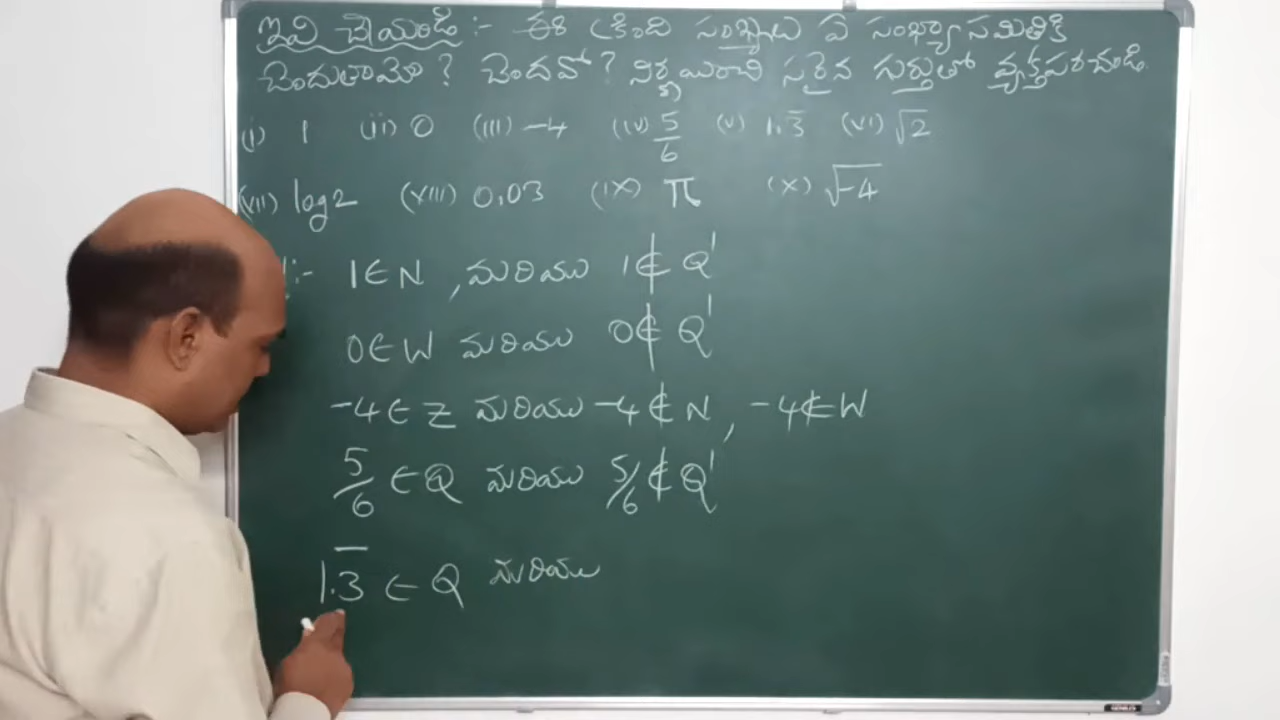 ఇవి చేయండి :- ఈ క్రింది సంఖ్యలు ఏ సంఖ్యా సమితికి
చెందుతాయో ? చెందవో ? నిర్ణయించి సరైన గుర్తుతో వ్యక్తపరచండి.
(i) 1 (ii) 0 (iii) -4 (iv) 5/6 (v) 1.3̅ (vi) √2
(vii) log2 (viii) 0.03 (ix) π (x) √-4
:- 1∈N , మరియు 1∉Q'
0∈W మరియు 0∉Q'
-4∈Z మరియు -4∉N, -4∉W
5/6 ∈Q మరియు 5/6∉Q'
1.3̅ ∈ Q మరియు